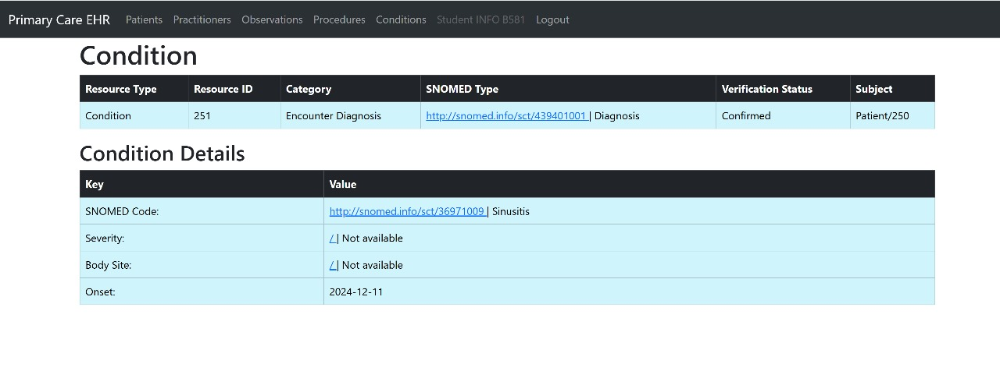 Primary Care EHR Patients Practitioners Observations Procedures Conditions Student INFO B581 Logout
Condition
Resource Type Resource ID Category SNOMED Type Verification Status Subject
Condition 251 Encounter Diagnosis http://snomed.info/sct/439401001 | Diagnosis Confirmed Patient/250
Condition Details
Key Value
SNOMED Code: http://snomed.info/sct/36971009 | Sinusitis
Severity: / | Not available
Body Site: / | Not available
Onset: 2024-12-11